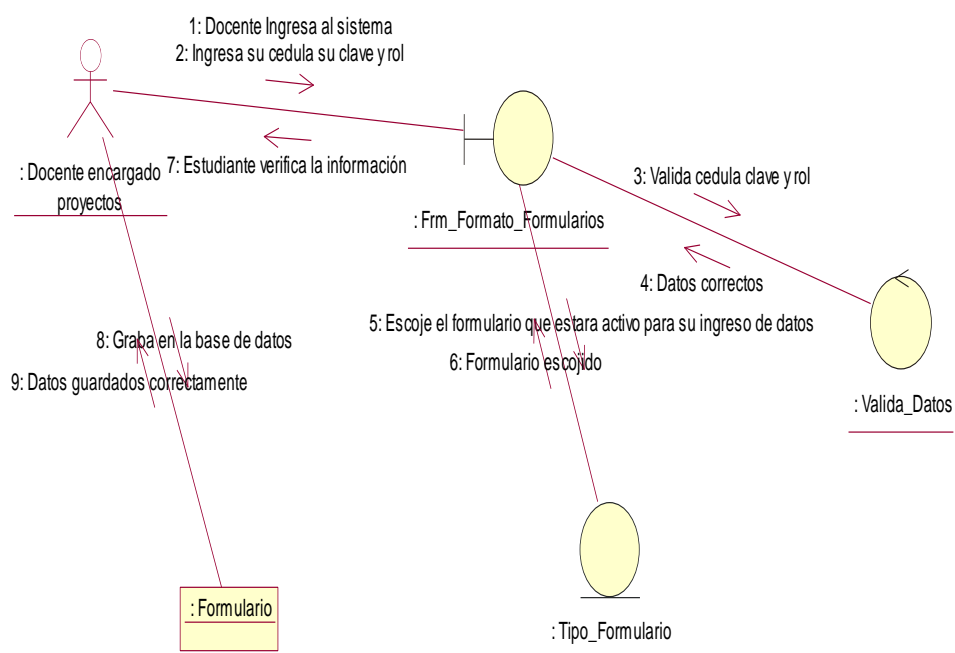 1: Docente Ingresa al sistema
2: Ingresa su cedula su clave y rol
7: Estudiante verifica la información
: Docente encargado
proyectos
: Frm_Formato_Formularios
3: Valida cedula clave y rol
4: Datos correctos
: Valida_Datos
5: Escoje el formulario que estara activo para su ingreso de datos
6: Formulario escojido
8: Graba en la base de datos
9: Datos guardados correctamente
: Formulario
: Tipo_Formulario